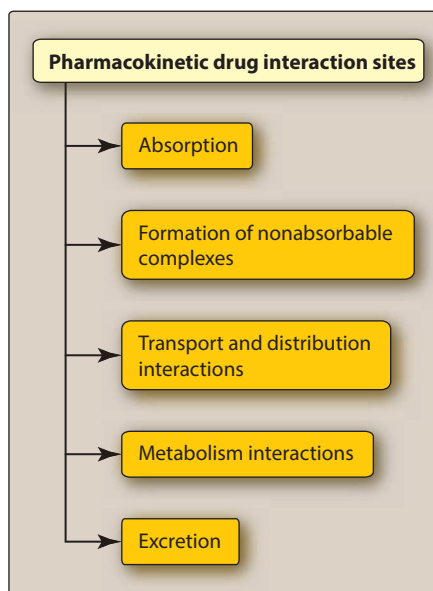 Pharmacokinetic drug interaction sites
Absorption
Formation of nonabsorbable
complexes
Transport and distribution
interactions
Metabolism interactions
Excretion